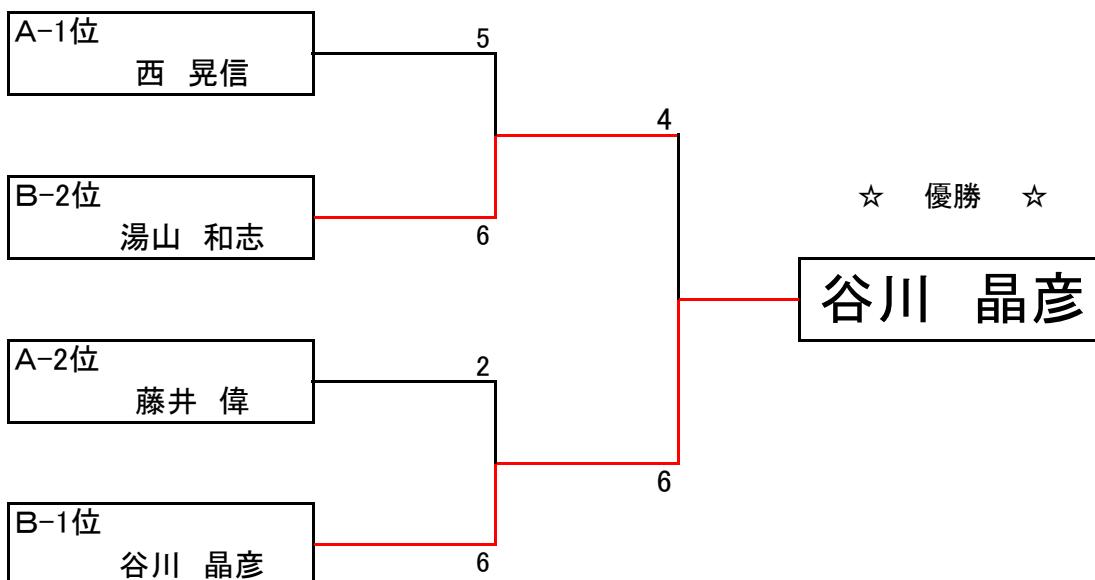 A-1位
西 晃信
5
4
B-2位
湯山 和志
6
☆ 優勝 ☆
谷川 晶彦
A-2位
藤井 偉
2
6
B-1位
谷川 晶彦
6